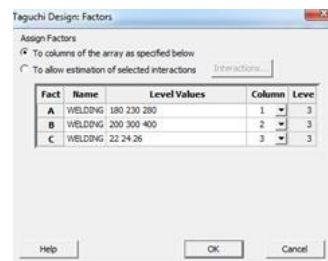 Taguchi Design: Factors
Assign Factors
To columns of the array as specified below
To allow estimation of selected interactions Interactions...
Fact Name Level Values Column Leve
A WELDING 180 230 280 1 3
B WELDING 200 300 400 2 3
C WELDING 22 24 26 3 3
Help OK Cancel